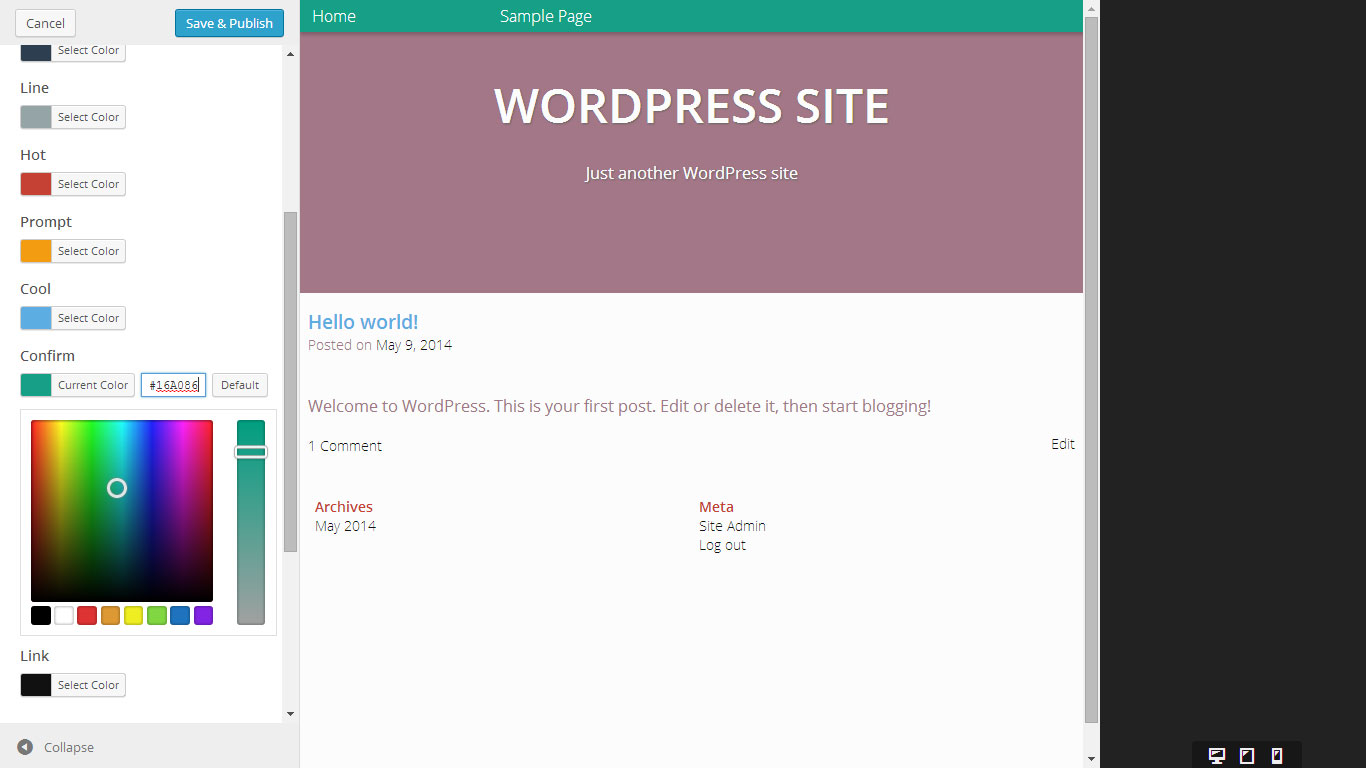 Cancel
Save & Publish
Select Color
Line
Select Color
Hot
Select Color
Prompt
Select Color
Cool
Select Color
Confirm
Current Color #16A086 Default
Link
Select Color
Collapse
Home Sample Page
WORDPRESS SITE
Just another WordPress site
Hello world!
Posted on May 9, 2014
Welcome to WordPress. This is your first post. Edit or delete it, then start blogging!
1 Comment
Edit
Archives
May 2014
Meta
Site Admin
Log out